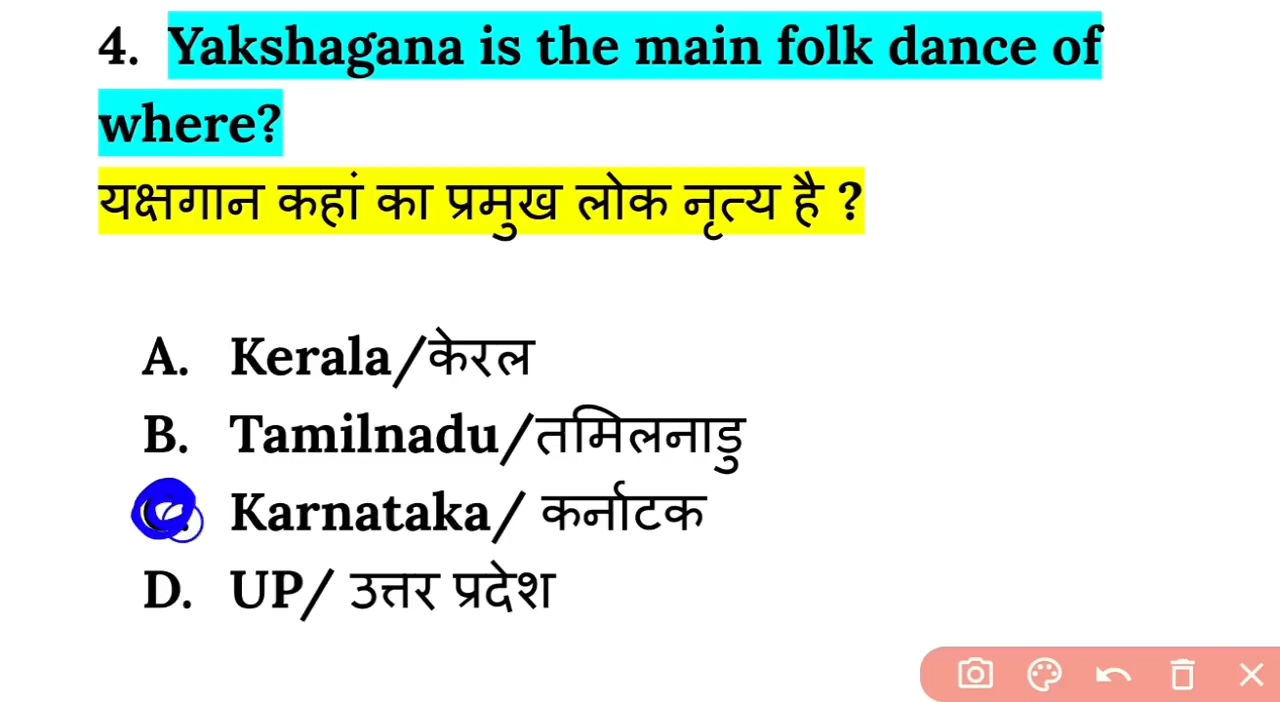 4. Yakshagana is the main folk dance of
where?
यक्षगान कहां का प्रमुख लोक नृत्य है ?
A. Kerala/केरल
B. Tamilnadu/तमिलनाडु
Karnataka/ कर्नाटक
D. UP/ उत्तर प्रदेश